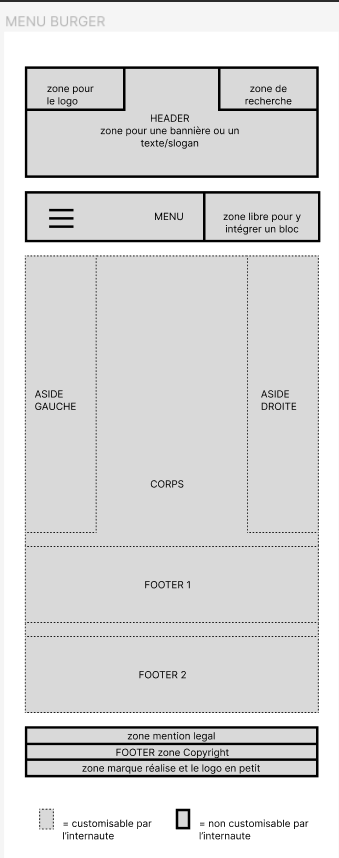 MENU BURGER
zone pour
le logo
zone de
recherche
HEADER
zone pour une bannière ou un
texte/slogan
MENU
zone libre pour y
intégrer un bloc
ASIDE
GAUCHE
ASIDE
DROITE
CORPS
FOOTER 1
FOOTER 2
zone mention legal
FOOTER zone Copyright
zone marque réalise et le logo en petit
= customisable par
l'internaute
= non customisable par
l'internaute